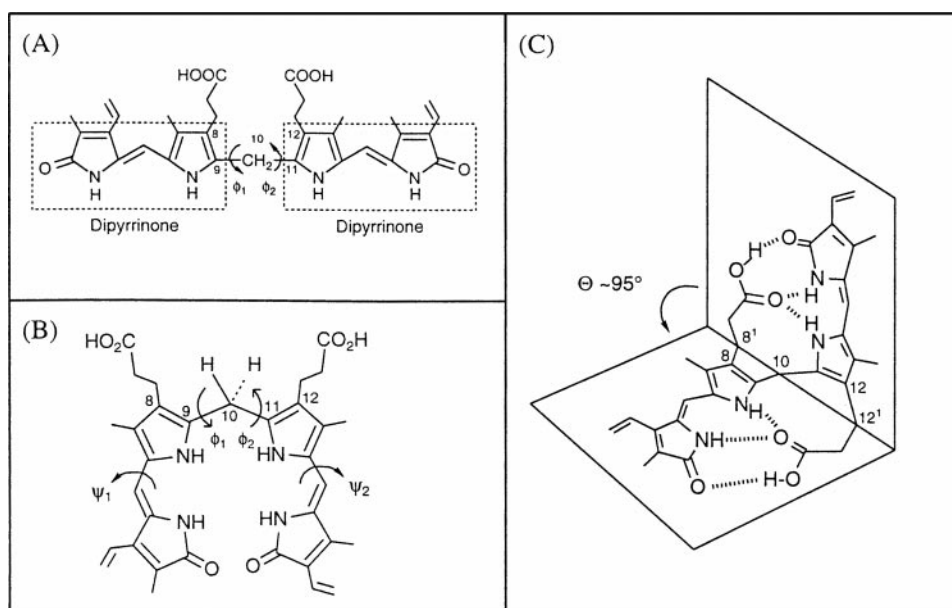 (A)
HOOC COOH
8 10 12
O N H N H 9 CH2 11 N H N H O
ϕ1 ϕ2
Dipyrrinone Dipyrrinone
(B)
HO2C CO2H
H H
8 9 10 11 12
ϕ1 ϕ2
NH HN
ψ1 ψ2
NH HN
O O
(C)
H O
O N
O H
Θ ~95° H
8¹ N
8 10
12
N
H O 12¹
NH
O H-O